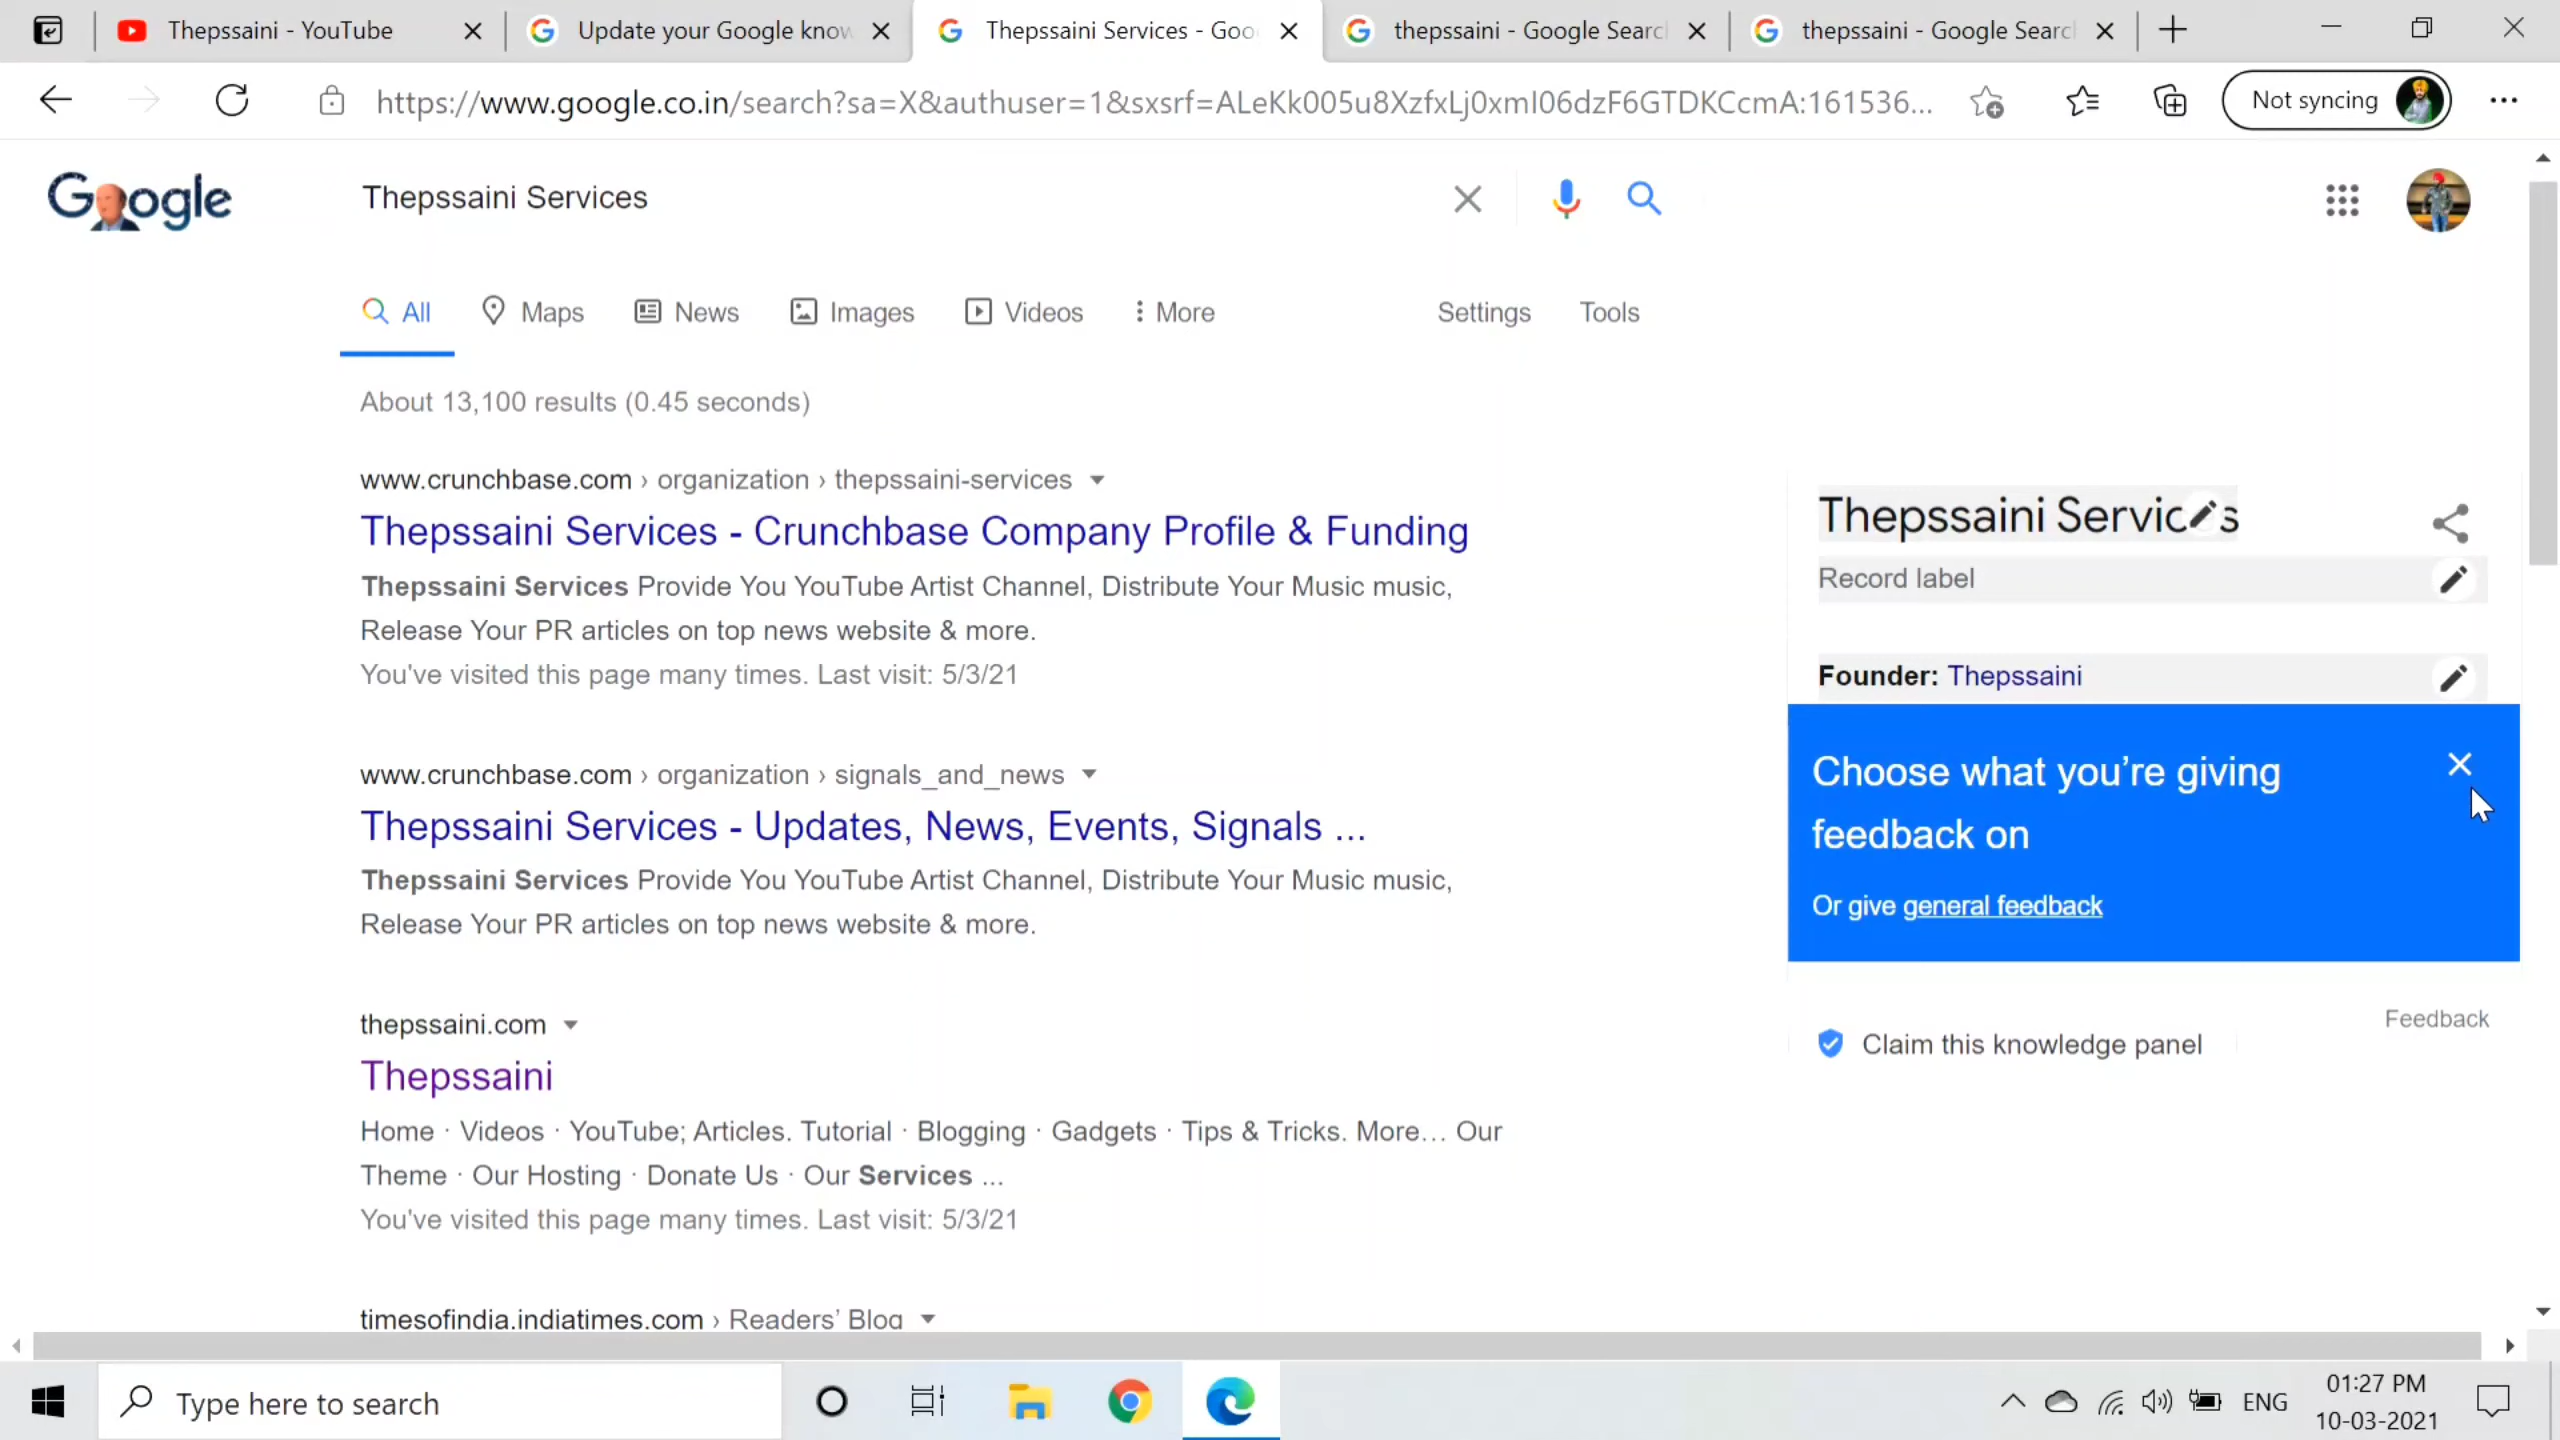 Thepssaini - YouTube
Update your Google know
Thepssaini Services - Goo
thepssaini - Google Search
thepssaini - Google Search
https://www.google.co.in/search?sa=X&authuser=1&sxsrf=ALeKk005u8XzfxLj0xmI06dzF6GTDKCcmA:161536...
Not syncing
Google
Thepssaini Services
All
Maps
News
Images
Videos
More
Settings
Tools
About 13,100 results (0.45 seconds)
www.crunchbase.com › organization › thepssaini-services
Thepssaini Services - Crunchbase Company Profile & Funding
Thepssaini Services Provide You YouTube Artist Channel, Distribute Your Music music,
Release Your PR articles on top news website & more.
You've visited this page many times. Last visit: 5/3/21
www.crunchbase.com › organization › signals_and_news
Thepssaini Services - Updates, News, Events, Signals ...
Thepssaini Services Provide You YouTube Artist Channel, Distribute Your Music music,
Release Your PR articles on top news website & more.
thepssaini.com
Thepssaini
Home · Videos · YouTube; Articles. Tutorial · Blogging · Gadgets · Tips & Tricks. More… Our
Theme · Our Hosting · Donate Us · Our Services ...
You've visited this page many times. Last visit: 5/3/21
timesofindia.indiatimes.com › Readers' Blog
Thepssaini Services
Record label
Founder: Thepssaini
Choose what you're giving
feedback on
Or give general feedback
Feedback
Claim this knowledge panel
Type here to search
ENG
01:27 PM
10-03-2021